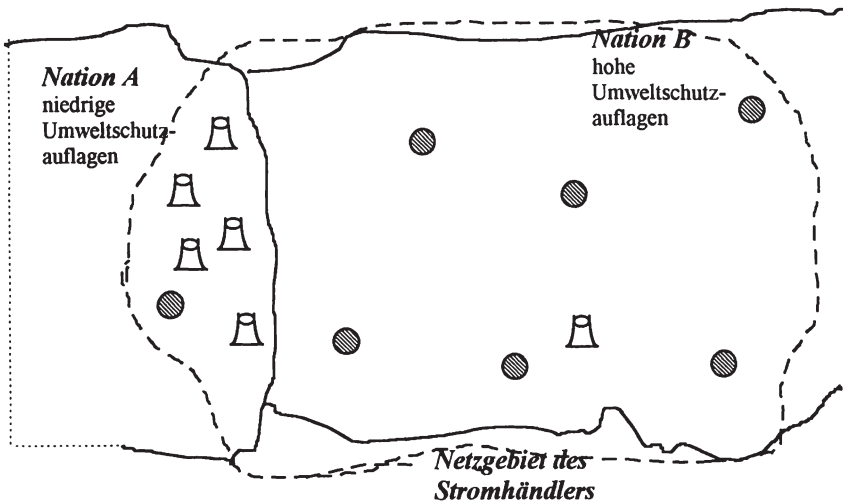 Nation A
niedrige
Umweltschutz-
auflagen
Nation B
hohe
Umweltschutz-
auflagen
Netzgebiet des
Stromhändlers